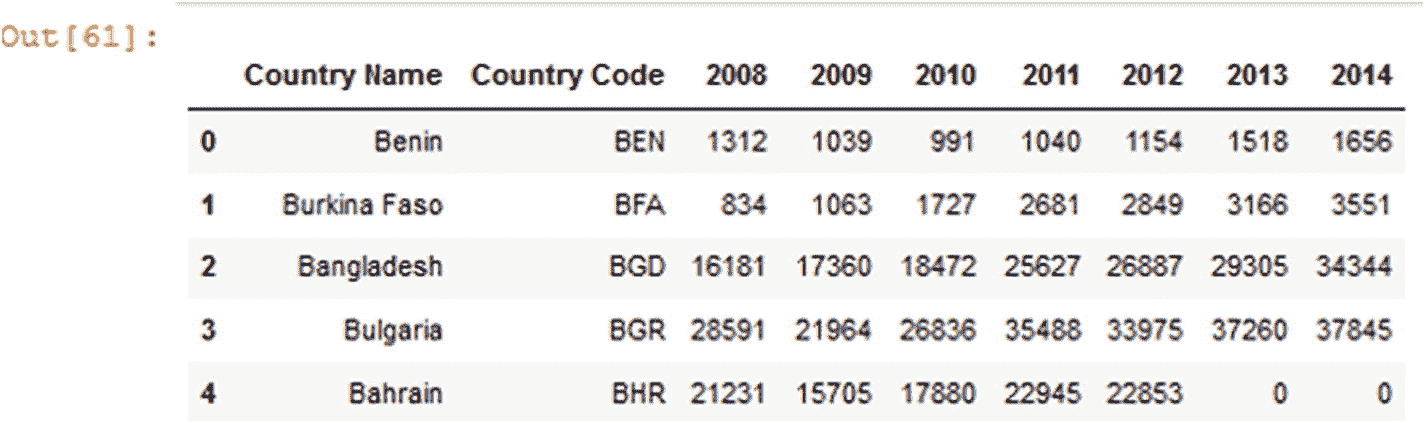 Out[61]:
Country Name Country Code 2008 2009 2010 2011 2012 2013 2014
0 Benin BEN 1312 1039 991 1040 1154 1518 1656
1 Burkina Faso BFA 834 1063 1727 2681 2849 3166 3551
2 Bangladesh BGD 16181 17360 18472 25627 26887 29305 34344
3 Bulgaria BGR 28591 21964 26836 35488 33975 37260 37845
4 Bahrain BHR 21231 15705 17880 22945 22853 0 0